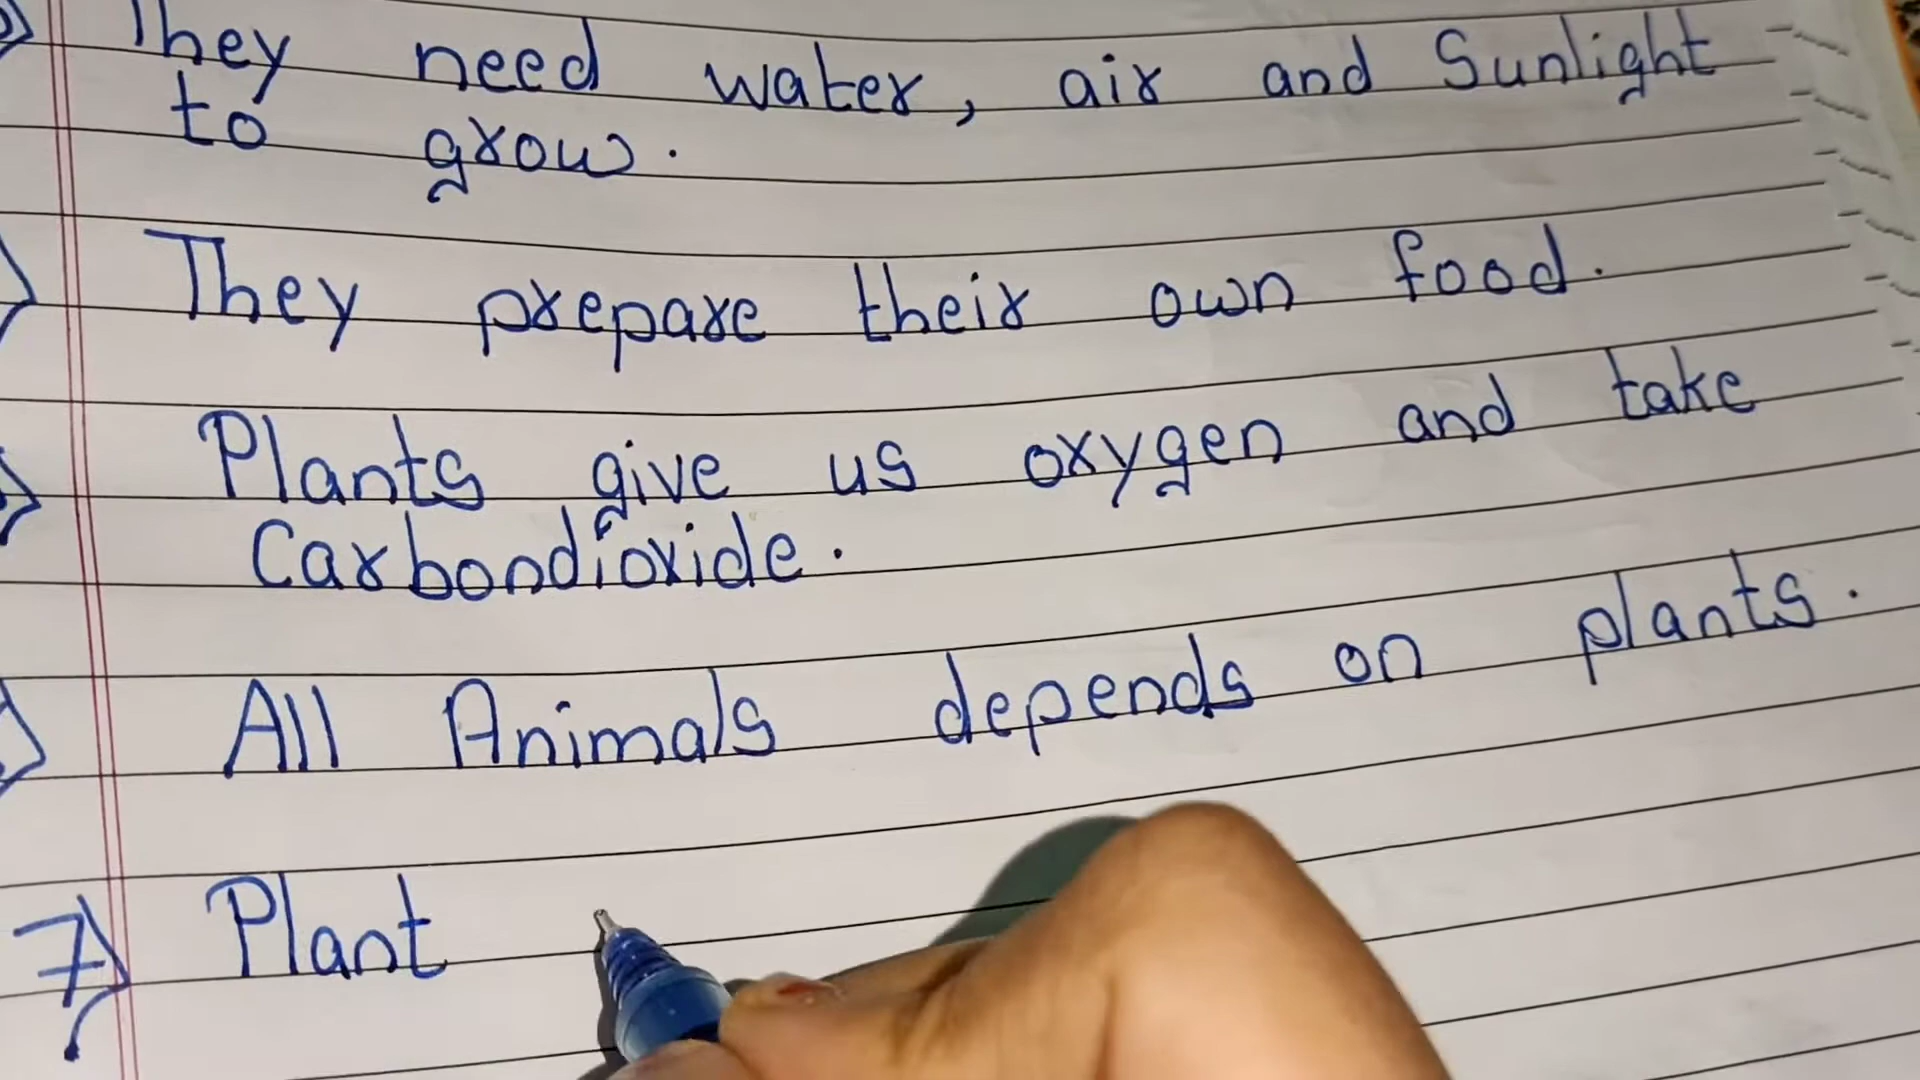 They need water, air and Sunlight
to grow.
They prepare their own food.
Plants give us oxygen and take
Carbondioxide.
All Animals depends on plants.
7) Plant